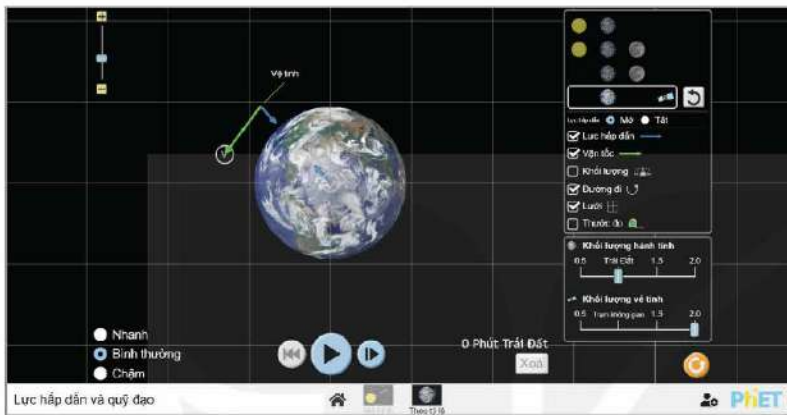 Vệ tinh
V
Lực hấp dẫn Mở Tắt
Lực hấp dẫn
Vận tốc
Khối lượng
Đường đi
Lưới
Thước đo
Khối lượng hành tinh
0.5 Trái Đất 1.5 2.0
Khối lượng vệ tinh
0.5 Trạm không gian 1.5 2.0
Nhanh
Bình thường
Chậm
0 Phút Trái Đất
Xoá
Lực hấp dẫn và quỹ đạo
Theo tỉ lệ
PhET